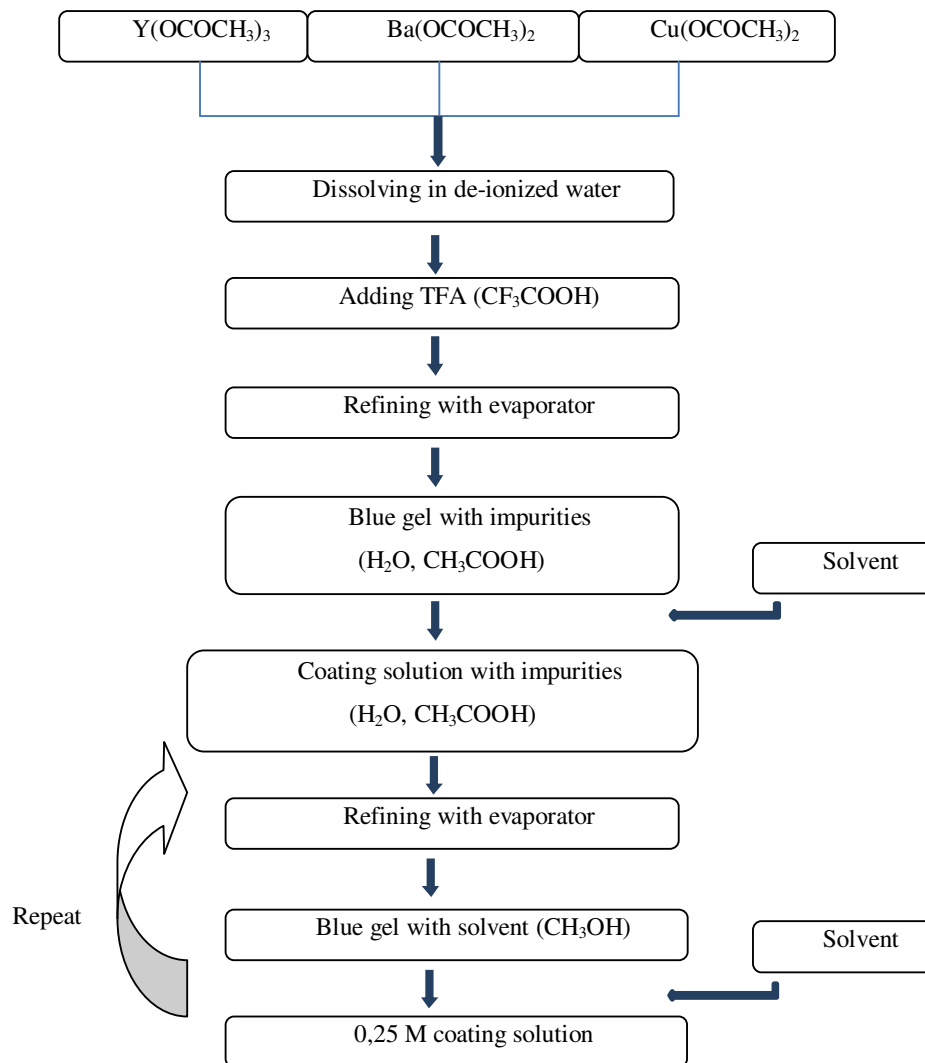 Y(OCOCH₃)₃
Ba(OCOCH₃)₂
Cu(OCOCH₃)₂
Dissolving in de-ionized water
Adding TFA (CF₃COOH)
Refining with evaporator
Blue gel with impurities
(H₂O, CH₃COOH)
Solvent
Coating solution with impurities
(H₂O, CH₃COOH)
Refining with evaporator
Repeat
Blue gel with solvent (CH₃OH)
Solvent
0,25 M coating solution